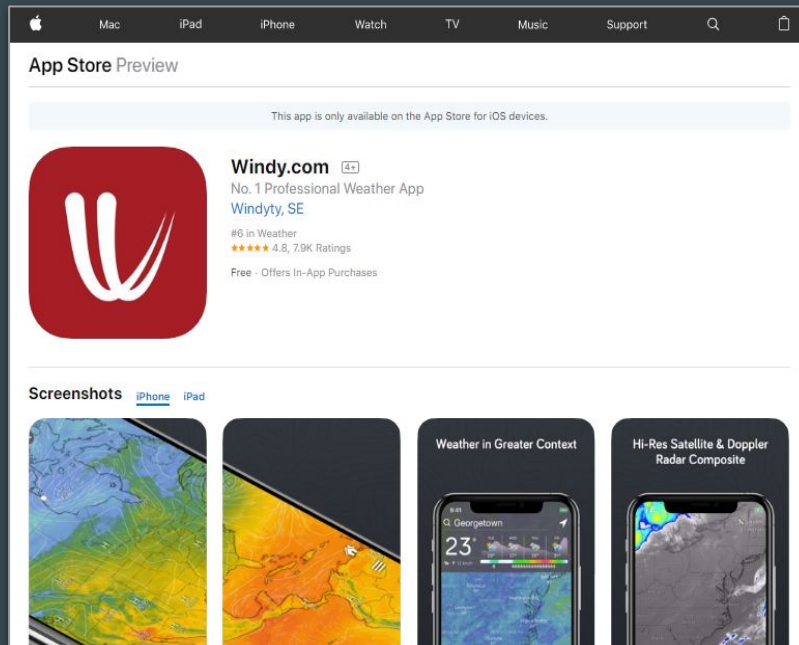 Mac iPad iPhone Watch TV Music Support
App Store Preview
This app is only available on the App Store for iOS devices.
Windy.com 4+
No. 1 Professional Weather App
Windyty, SE
#6 in Weather
★★★★★ 4.8, 7.9K Ratings
Free · Offers In-App Purchases
Screenshots iPhone iPad
Weather in Greater Context
Hi-Res Satellite & Doppler
Radar Composite
Georgetown
23°